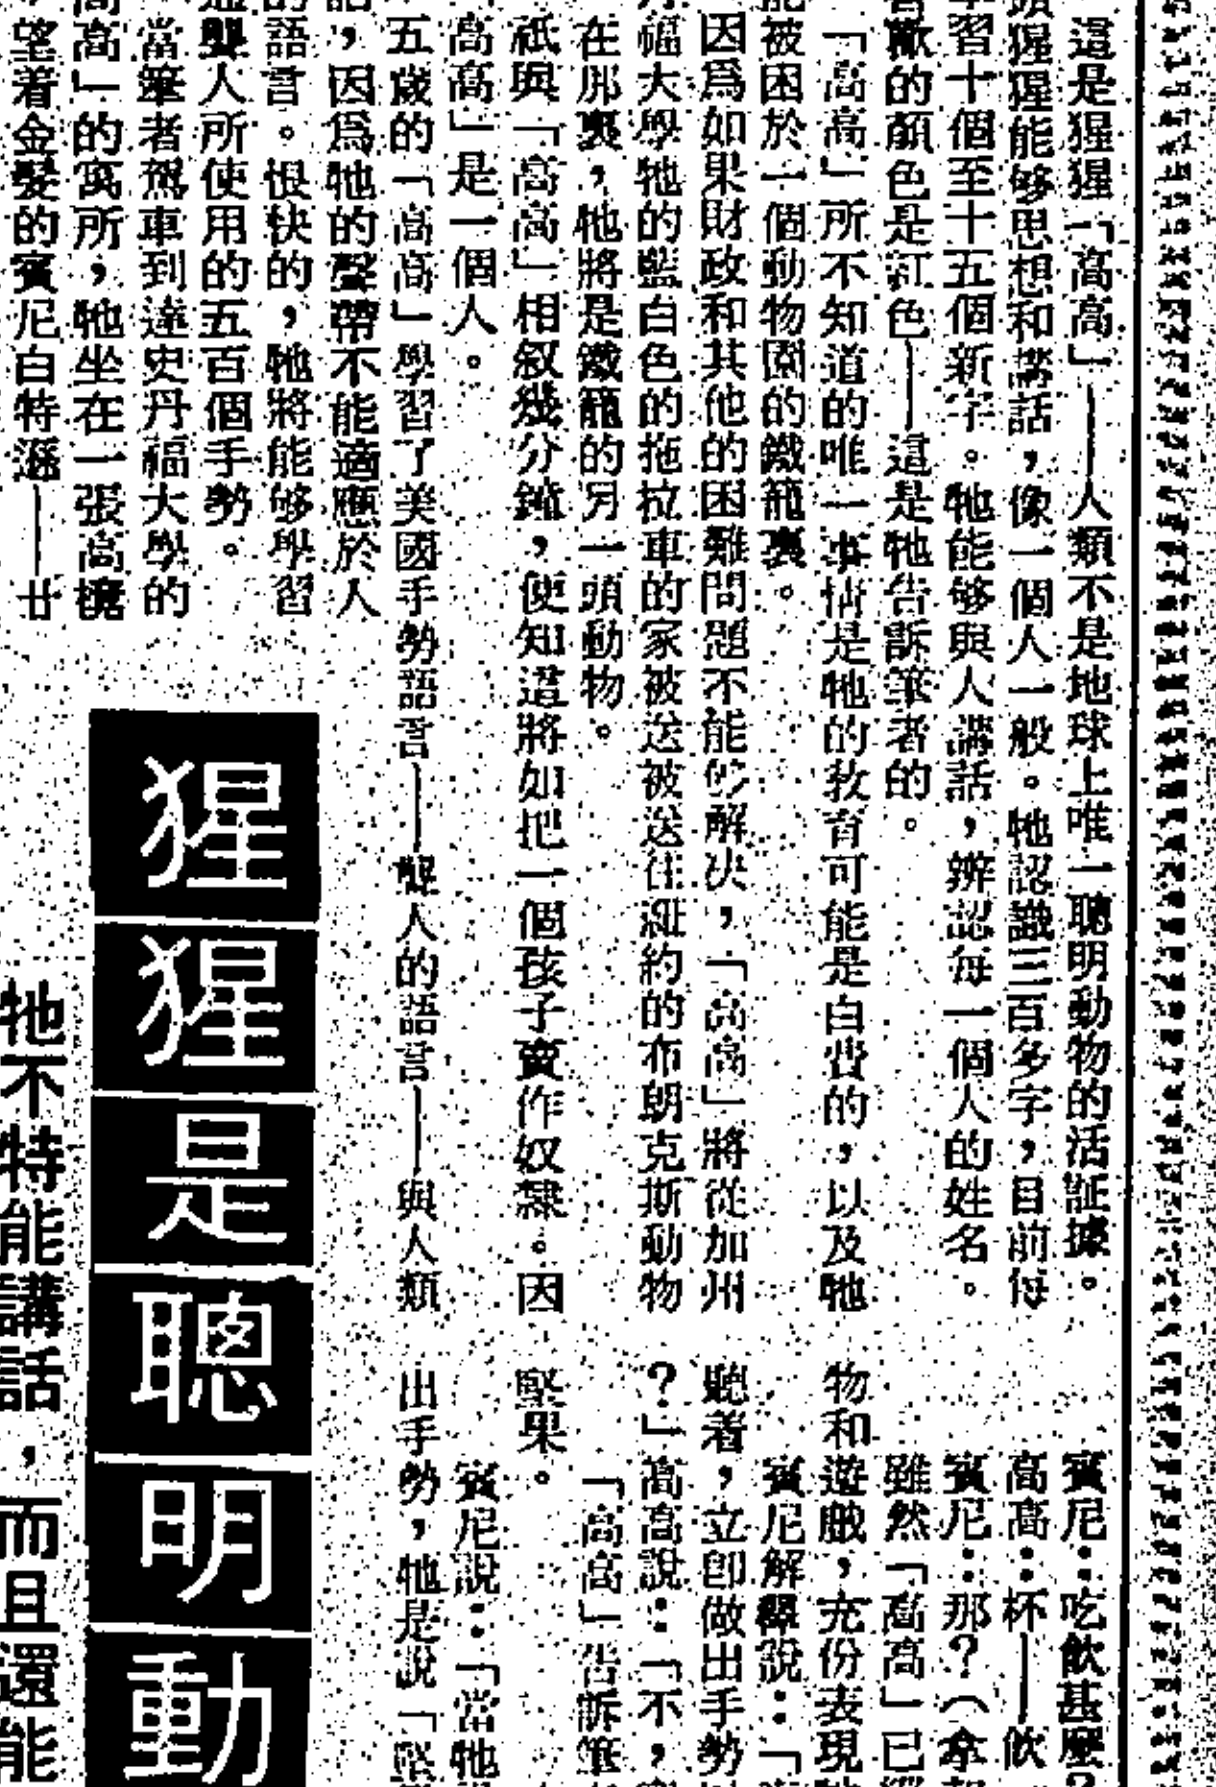 這是猩猩「高高」——人類不是地球上唯一聰明動物的活証據。
頭猩猩能够思想和講話，像一個人一般。牠認識三百多字，目前每
學習十個至十五個新字。牠能够與人講話，辨認每一個人的姓名。
喜歡的顏色是紅色——這是牠告訴筆者的。
「高高」所不知道的唯一事情是牠的教育可能是白費的，以及牠
能被困於一個動物園的鐵籠裏。
因爲如果財政和其他的困難問題不能够解决，「高高」將從加州
丹福大學牠的藍白色的拖拉車的家被送被送往紐約的布朗克斯動物
在那裏，牠將是鐵籠的另一頭動物。
祇與「高高」相叙幾分鐘，便知道將如把一個孩子賣作奴隸。因
高高」是一個人。
五歲的「高高」學習了美國手勢語言——聾人的語言——與人類
話，因爲牠的聲帶不能適應於人
的語言。恨快的，牠將能够學習
聾人所使用的五百個手勢。
當筆者駕車到達史丹福大學的
高高」的寓所，牠坐在一張高櫈
望着金髮的賓尼白特遜——廿
猩猩是聰明動
牠不特能講話，而且還能
賓尼：吃飲甚麼？
高高：杯——飲
賓尼：那？（拿
雖然「高高」已
物和遊戲，充份表現
賓尼解釋說：「
聽者，立卽做出手勢
？」高高說：「不，
「高高」告訴筆
堅果。
賓尼說：「當牠
出手勢，牠是說「堅